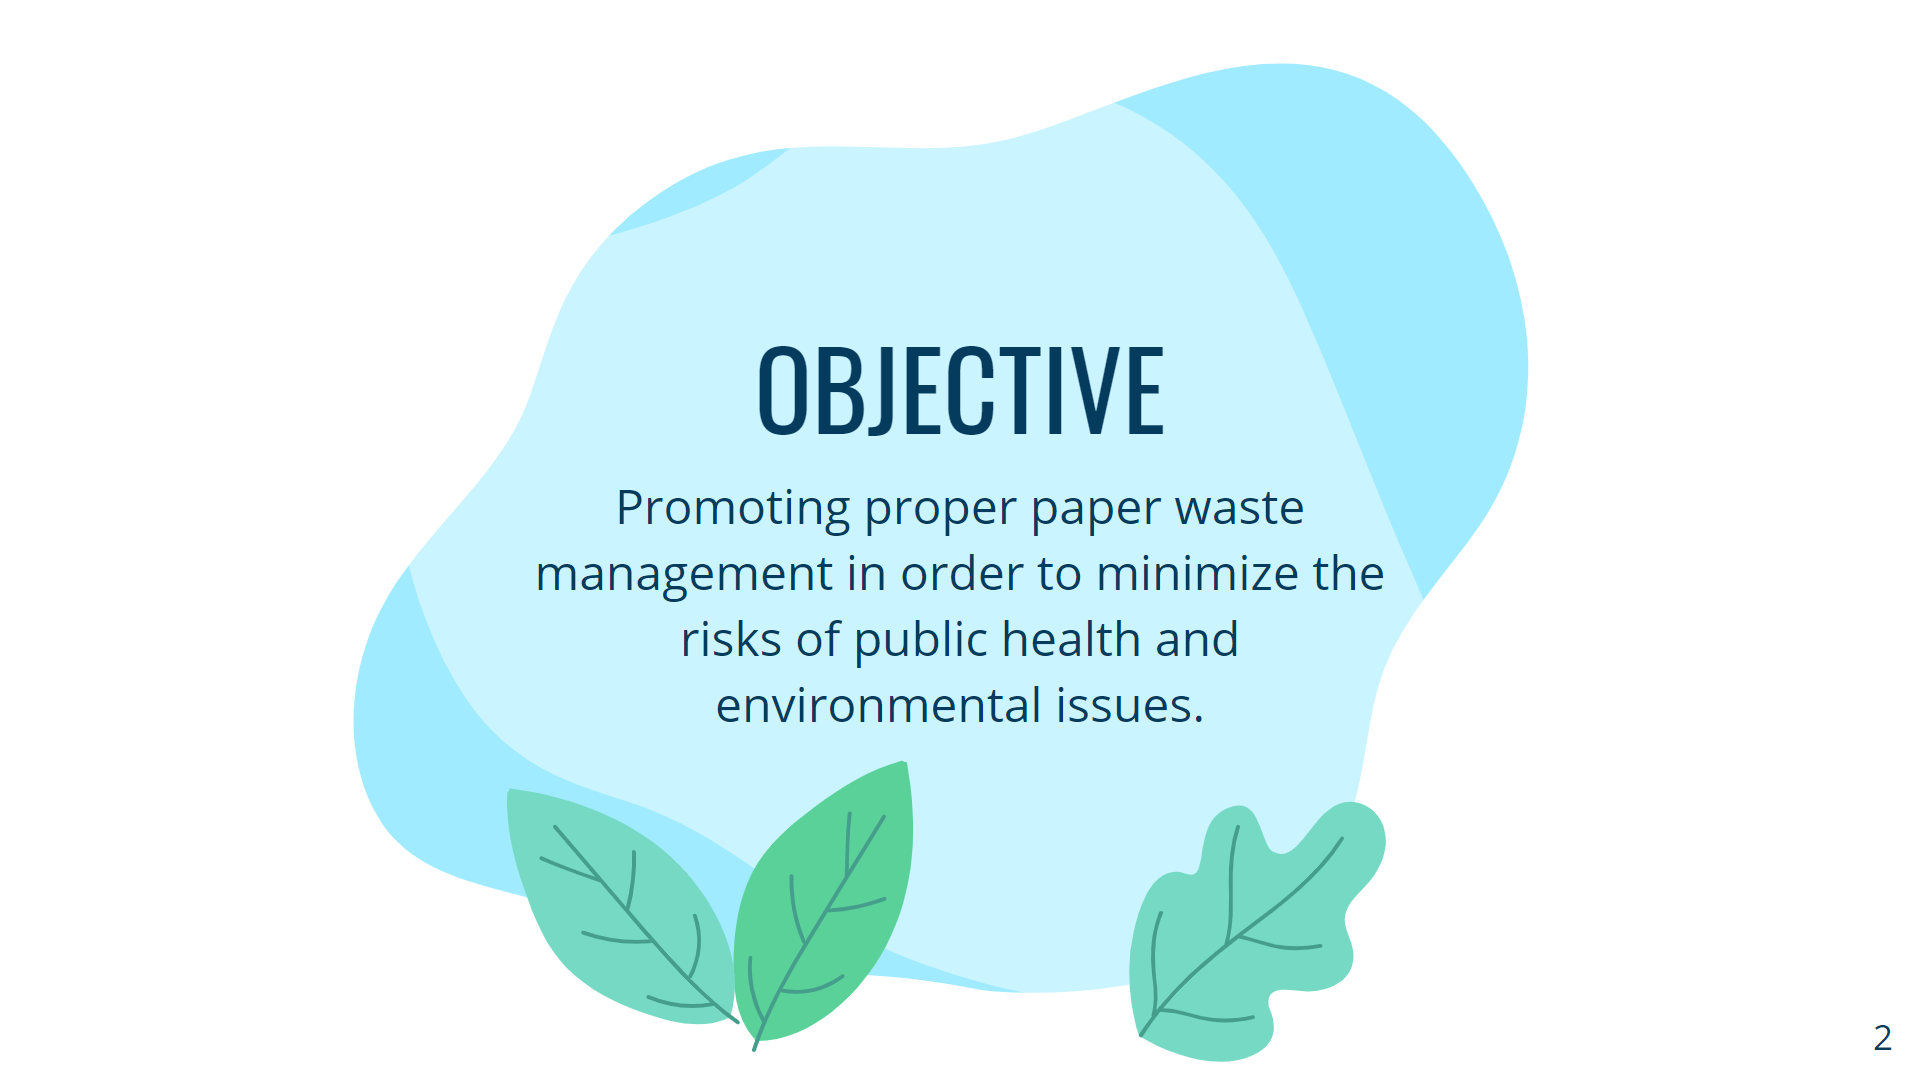 OBJECTIVE
Promoting proper paper waste
management in order to minimize the
risks of public health and
environmental issues.
2